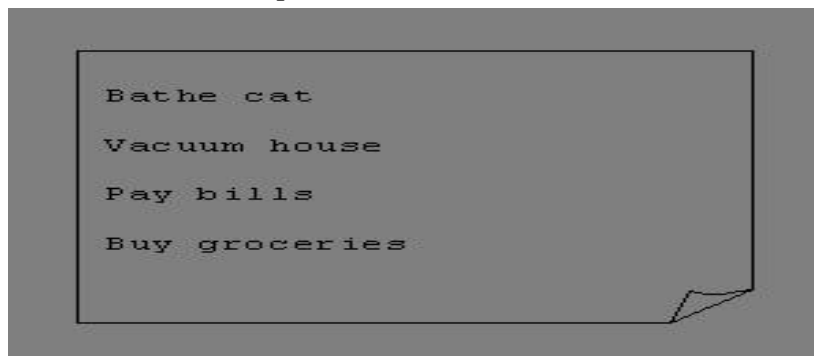 Bathe cat
Vacuum house
Pay bills
Buy groceries